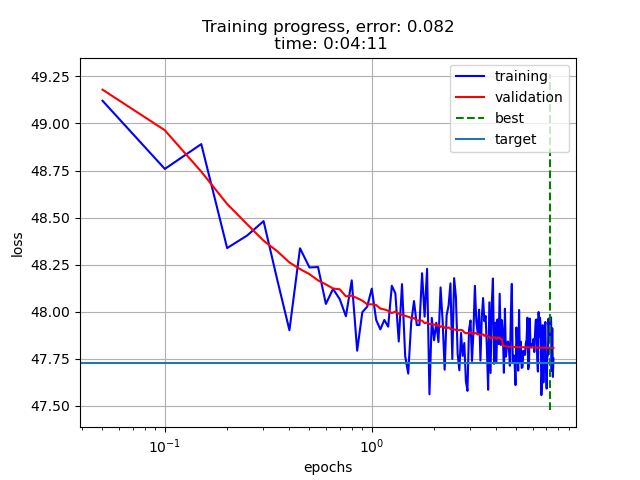 Training progress, error: 0.082
time: 0:04:11
training
validation
best
target
49.25
49.00
48.75
48.50
48.25
48.00
47.75
47.50
loss
10⁻¹
10⁰
epochs